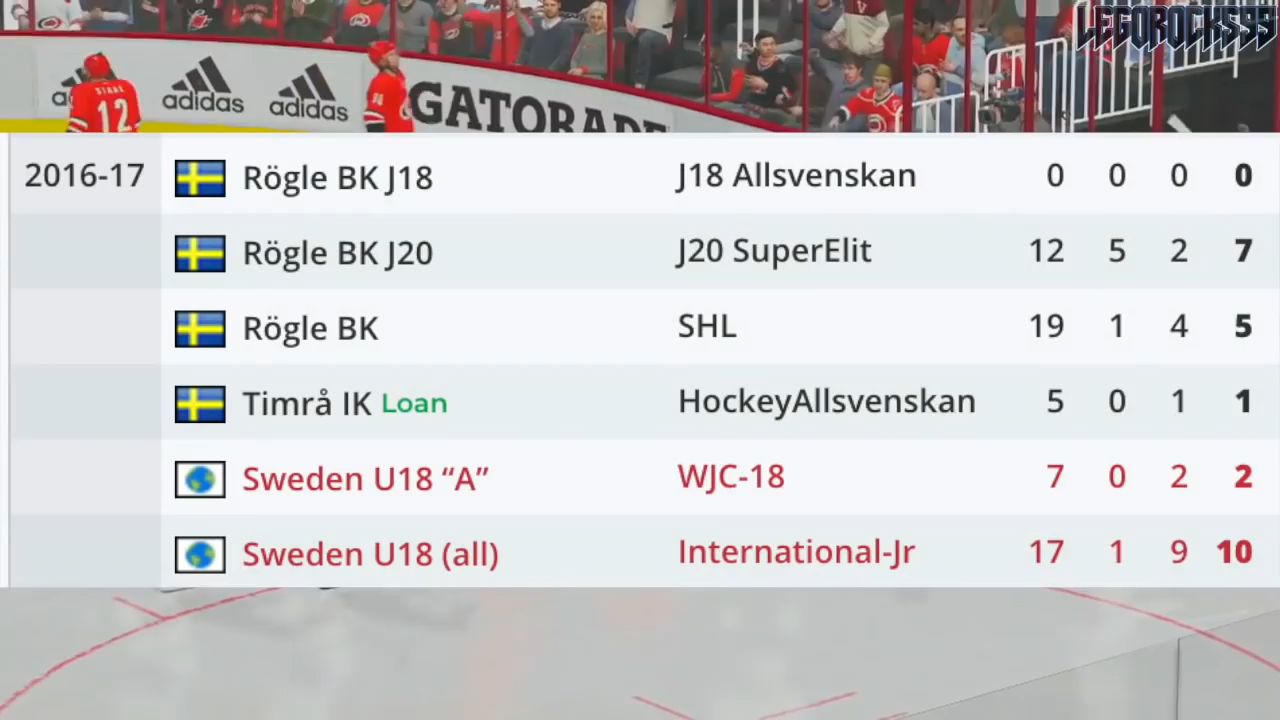 LEGOROCKS99
STAAL
12
adidas
adidas
GATORADE
2016-17 Rögle BK J18 J18 Allsvenskan 0 0 0 0
Rögle BK J20 J20 SuperElit 12 5 2 7
Rögle BK SHL 19 1 4 5
Timrå IK Loan HockeyAllsvenskan 5 0 1 1
Sweden U18 “A” WJC-18 7 0 2 2
Sweden U18 (all) International-Jr 17 1 9 10